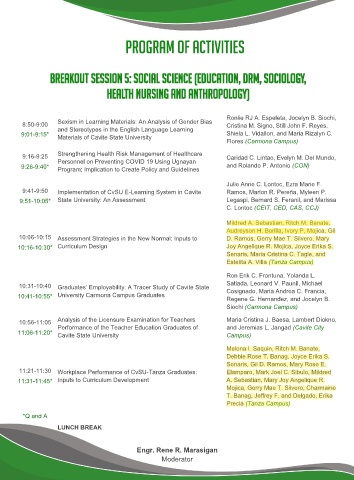 PROGRAM OF ACTIVITIES
BREAKOUT SESSION 5: SOCIAL SCIENCE (EDUCATION, DRM, SOCIOLOGY,
HEALTH NURSING AND ANTHROPOLOGY)
8:50-9:00
9:01-9:15*
Sexism in Learning Materials: An Analysis of Gender Bias
and Stereotypes in the English Language Learning
Materials of Cavite State University
Ronlie RJ A. Espeleta, Jocelyn B. Siochi,
Cristina M. Signo, Still John F. Reyes,
Shiela L. Vidallon, and Maria Rizalyn C.
Flores (Carmona Campus)
9:16-9:25
9:26-9:40*
Strengthening Health Risk Management of Healthcare
Personnel on Preventing COVID 19 Using Ugnayan
Program; Implication to Create Policy and Guidelines
Caridad C. Lintao, Evelyn M. Del Mundo,
and Rolando P. Antonio (CON)
9:41-9:50
9:51-10:05*
Implementation of CvSU E-Learning System in Cavite
State University: An Assessment
Julie Anne C. Lontoc, Ezra Marie F.
Ramos, Marlon R. Pereña, Myleen P.
Legaspi, Bernard S. Feranil, and Marissa
C. Lontoc (CEIT, CED, CAS, CCJ)
10:06-10:15
10:16-10:30*
Assessment Strategies in the New Normal: Inputs to
Curriculum Design
Mildred A. Sebastian, Ritch M. Banate,
Audreyson H. Borilla, Ivory P. Mojica, Gil
D. Ramos, Gerry Mae T. Silvero, Mary
Joy Angelique R. Mojica, Joyce Erika S.
Senaris, Maria Cristina C. Tagle, and
Estelita A. Villa (Tanza Campus)
10:31-10:40
10:41-10:55*
Graduates' Employability: A Tracer Study of Cavite State
University Carmona Campus Graduates
Ron Erik C. Frontuna, Yolanda L.
Satiada, Leonard V. Paunil, Michael
Cosignado, Maria Andrea C. Francia,
Regene G. Hernandez, and Jocelyn B.
Siochi (Carmona Campus)
10:56-11:05
11:06-11:20*
Analysis of the Licensure Examination for Teachers
Performance of the Teacher Education Graduates of
Cavite State University
Maria Cristina J. Baesa, Lambert Diokno,
and Jeremias L. Jangad (Cavite City
Campus)
11:21-11:30
11:31-11:45*
Workplace Performance of CvSU-Tanza Graduates:
Inputs to Curriculum Development
Melona I. Saquin, Ritch M. Banate,
Debbie Rose T. Banag, Joyce Erika S.
Senaris, Gil D. Ramos, Mary Rose E.
Elamparo, Mark Joel C. Sibulo, Mildred
A. Sebastian, Mary Joy Angelique R.
Mojica, Gerry Mae T. Silvero, Charmaine
T. Banag, Jeffrey F. and Delgado, Erika
Precia (Tanza Campus)
*Q and A
LUNCH BREAK
Engr. Rene R. Marasigan
Moderator